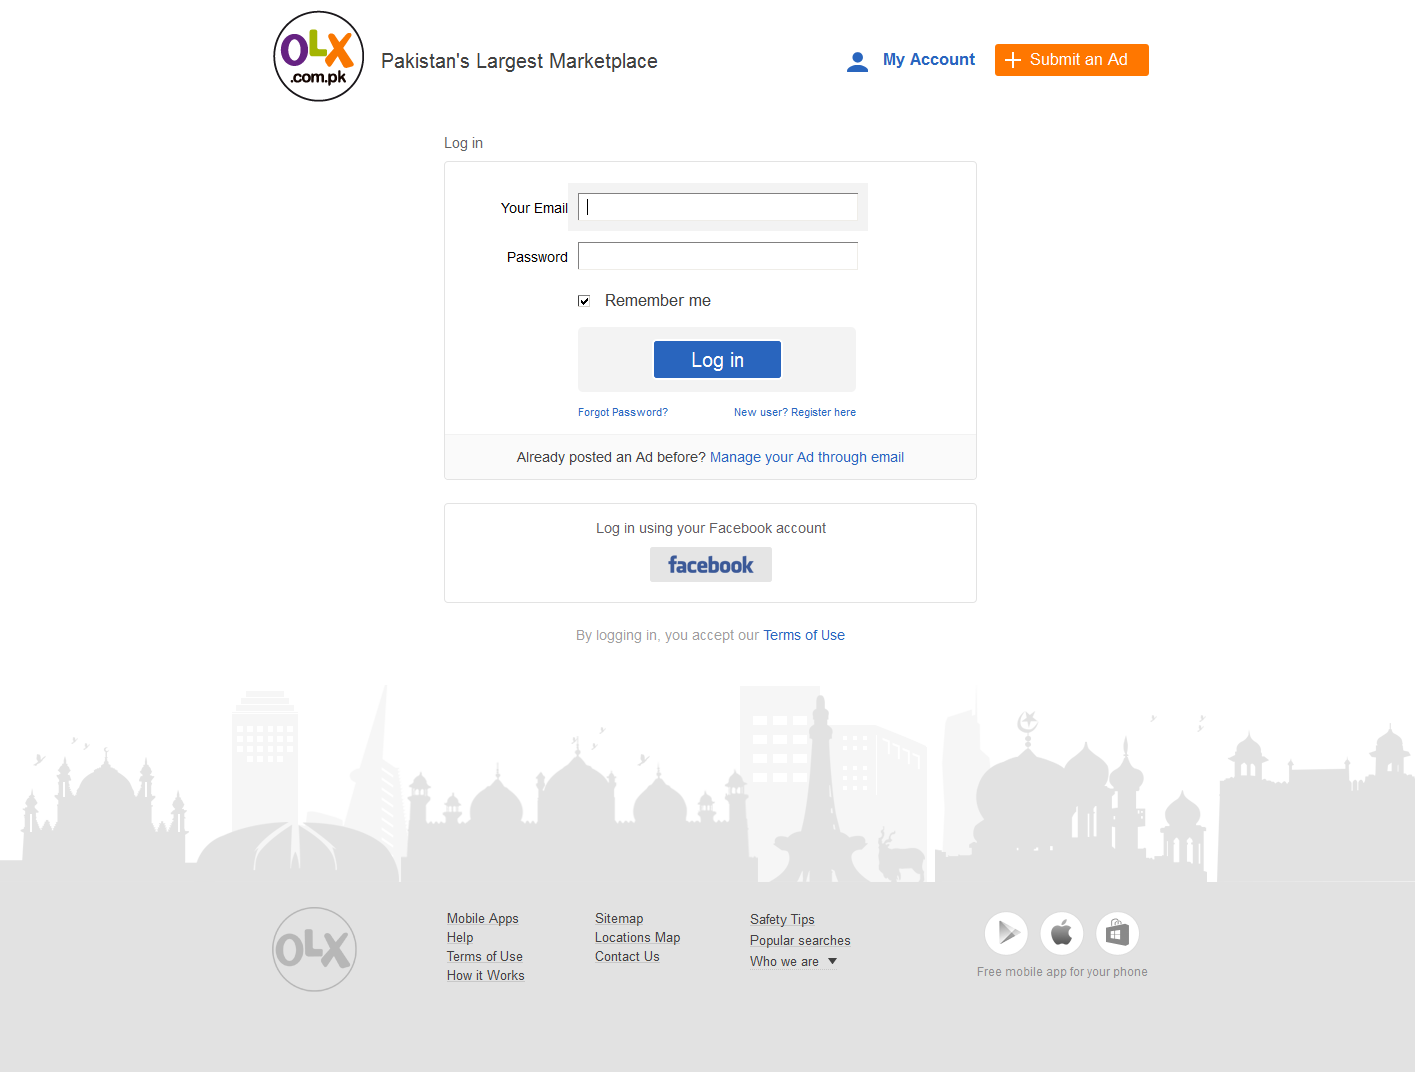 OLX
.com.pk
Pakistan's Largest Marketplace
My Account
Submit an Ad
Log in
Your Email
Password
Remember me
Log in
Forgot Password?
New user? Register here
Already posted an Ad before? Manage your Ad through email
Log in using your Facebook account
facebook
By logging in, you accept our Terms of Use
OLX
Mobile Apps
Help
Terms of Use
How it Works
Sitemap
Locations Map
Contact Us
Safety Tips
Popular searches
Who we are
Free mobile app for your phone